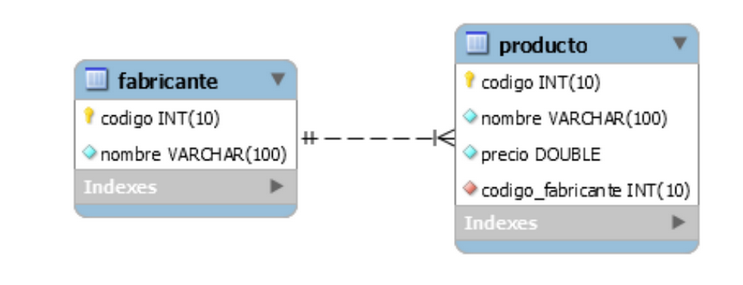 fabricante
codigo INT(10)
nombre VARCHAR(100)
Indexes
producto
codigo INT(10)
nombre VARCHAR(100)
precio DOUBLE
codigo_fabricante INT(10)
Indexes